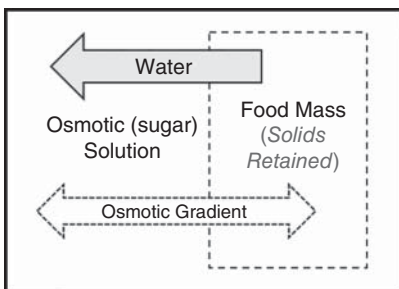 Water
Osmotic (sugar)
Solution
Food Mass
(Solids
Retained)
Osmotic Gradient